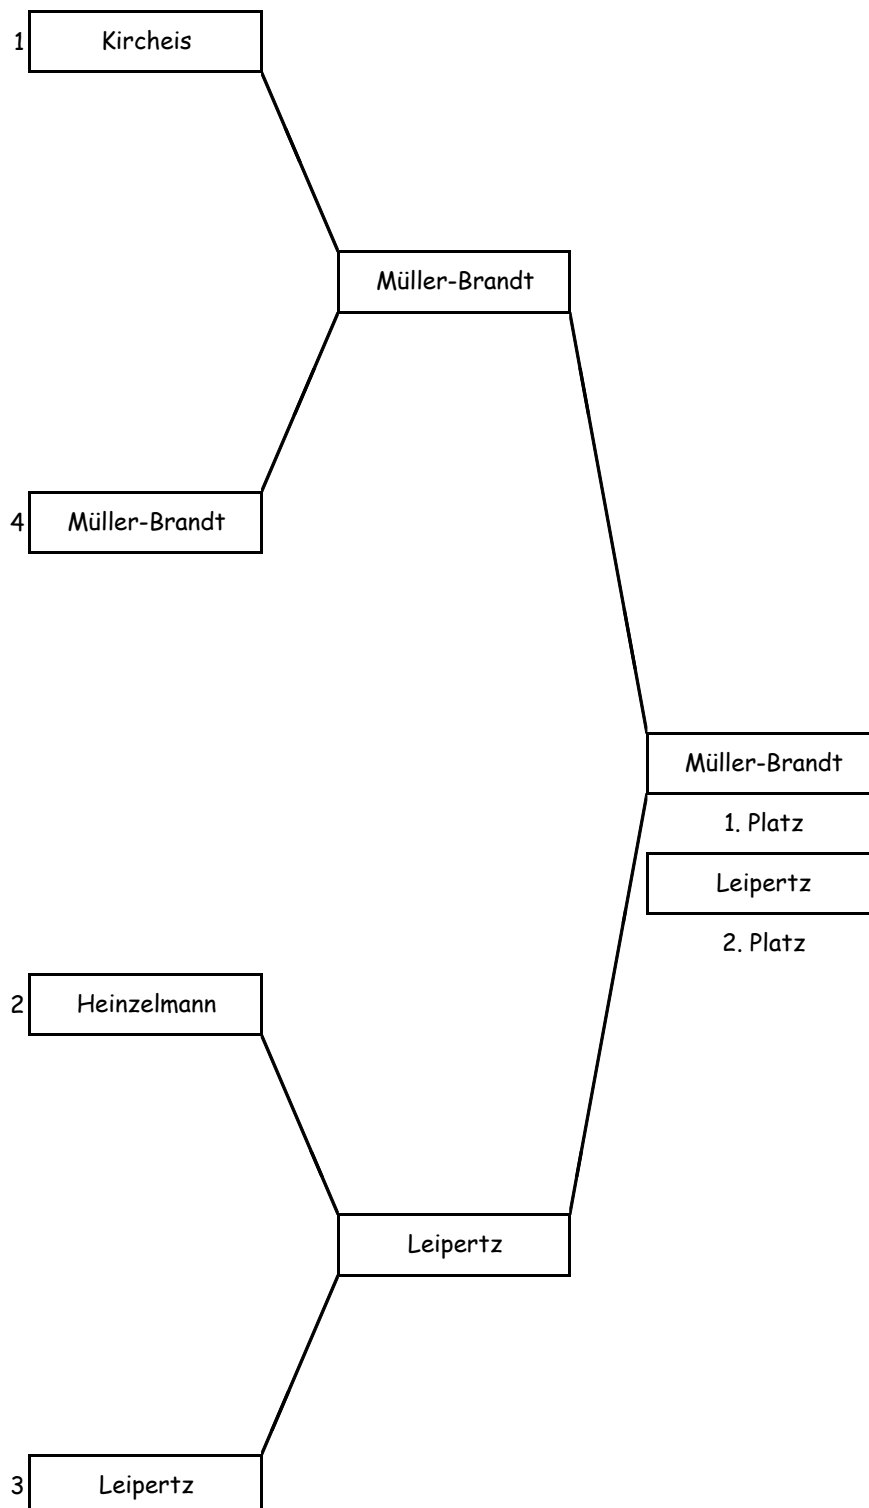 1 Kircheis
Müller-Brandt
4 Müller-Brandt
Müller-Brandt
1. Platz
Leipertz
2. Platz
2 Heinzelmann
Leipertz
3 Leipertz